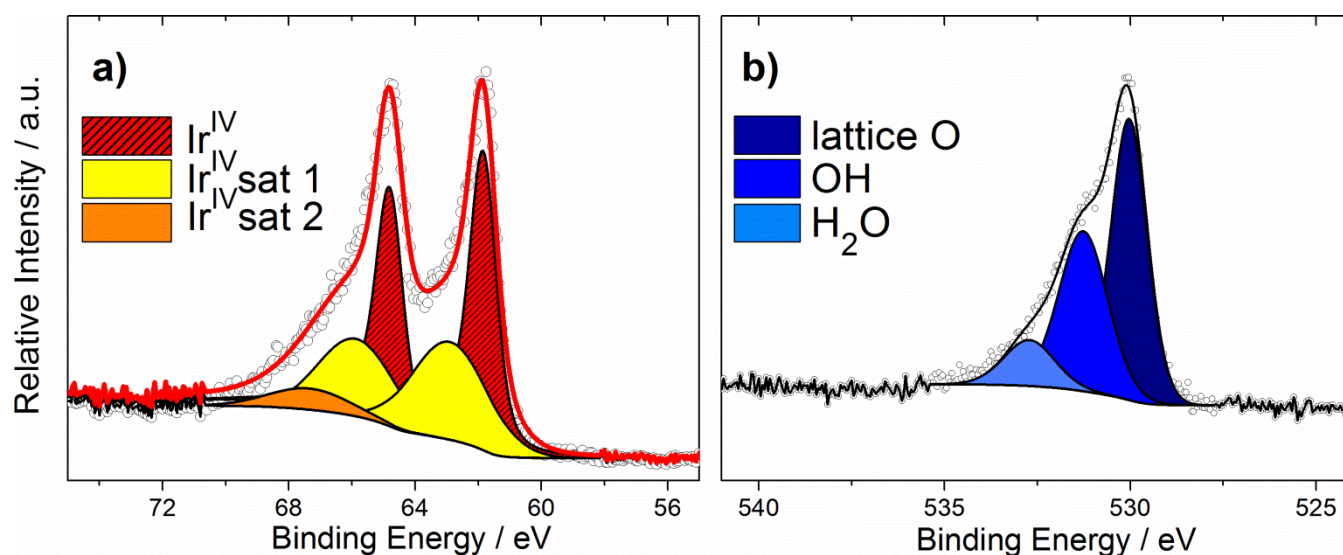 a)
Ir^IV
Ir^IV sat 1
Ir^IV sat 2
Relative Intensity / a.u.
72 68 64 60 56
Binding Energy / eV
b)
lattice O
OH
H₂O
540 535 530 525
Binding Energy / eV